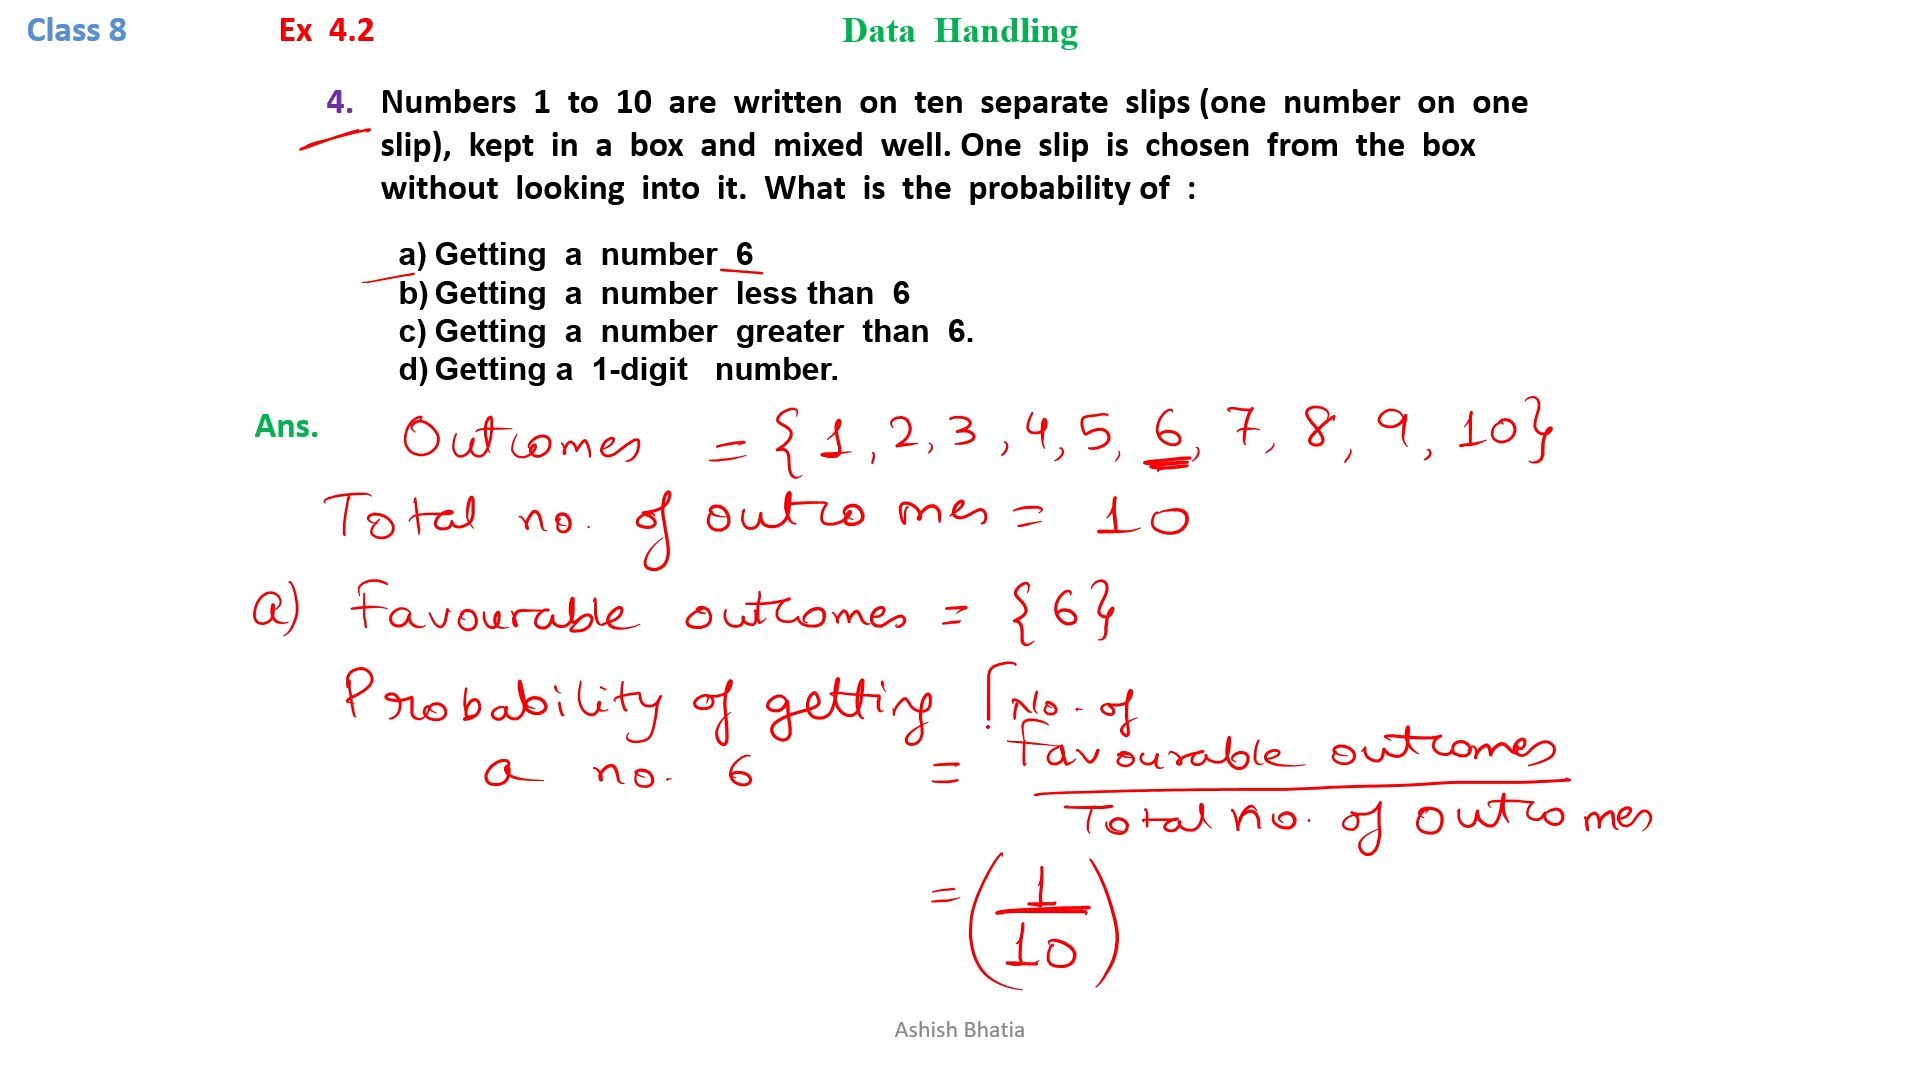 Class 8 Ex 4.2 Data Handling
4. Numbers 1 to 10 are written on ten separate slips (one number on one
slip), kept in a box and mixed well. One slip is chosen from the box
without looking into it. What is the probability of :
a) Getting a number 6
b) Getting a number less than 6
c) Getting a number greater than 6.
d) Getting a 1-digit number.
Ans. Outcomes = {1, 2, 3, 4, 5, 6, 7, 8, 9, 10}
Total no. of outcomes = 10
a) Favourable outcomes = {6}
Probability of getting No. of
a no. 6 = Favourable outcomes
Total no. of outcomes
= (1
10)
Ashish Bhatia